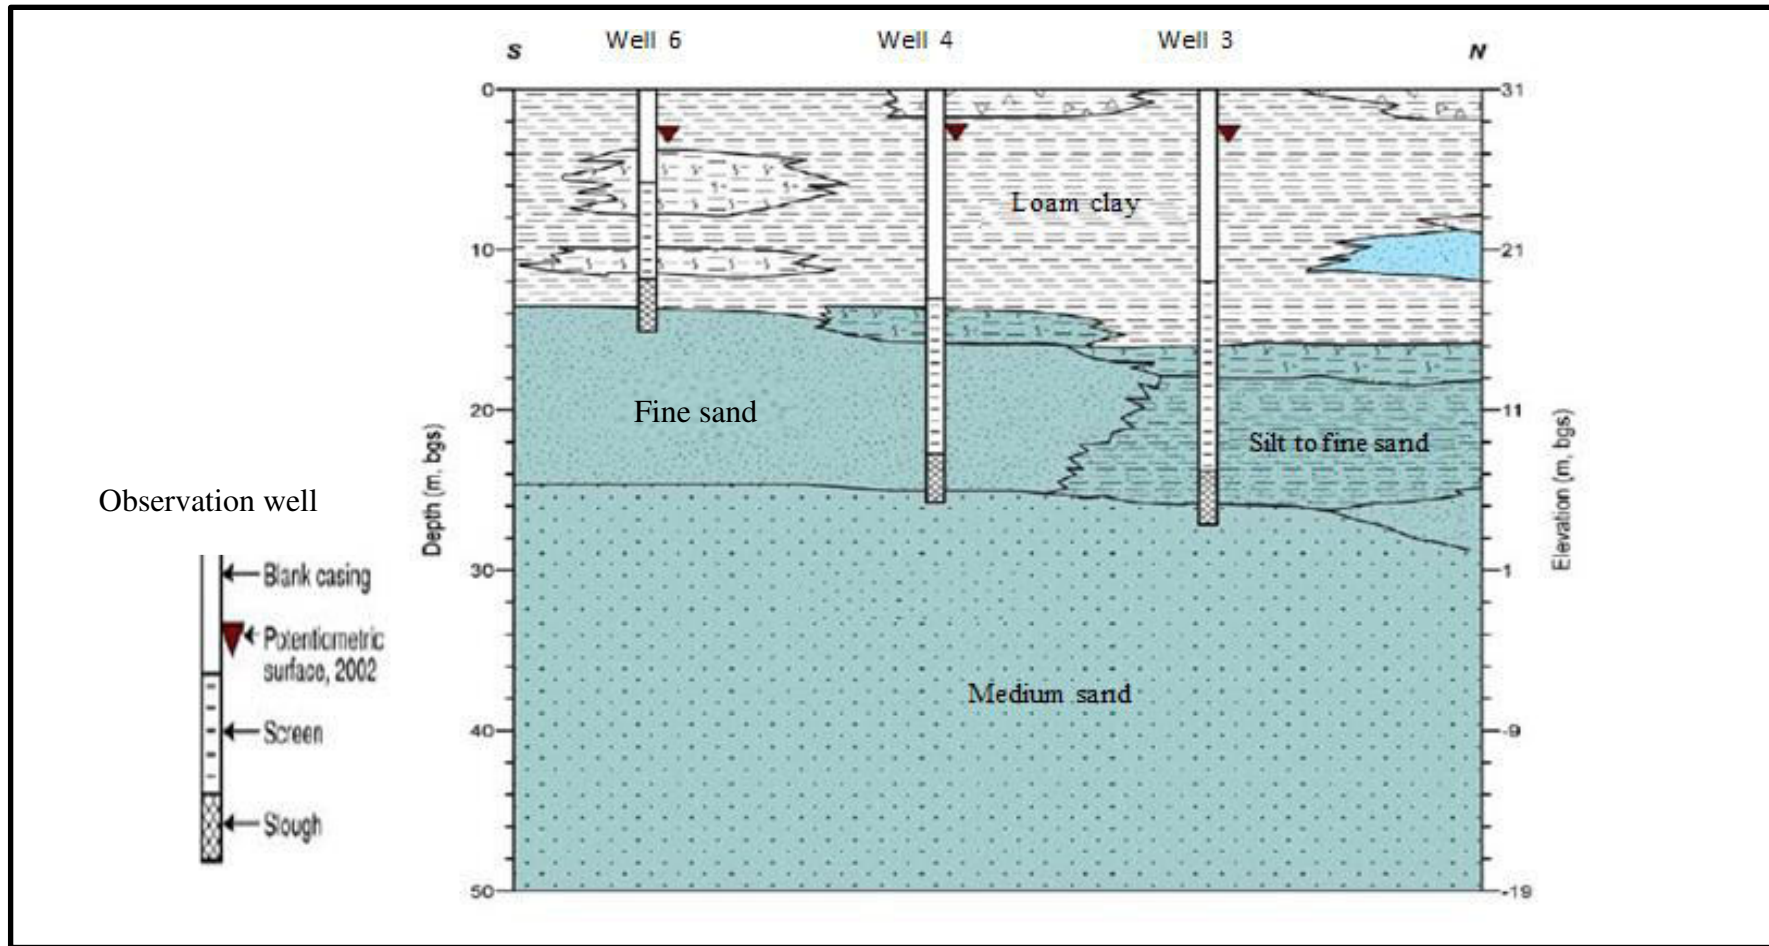 S
Well 6
Well 4
Well 3
N
0
31
Loam clay
10
21
Fine sand
20
11
Silt to fine sand
Depth (m. bgs)
Elevation (m, bgs)
Observation well
Blank casing
30
1
Potentiometric
surface, 2002
Medium sand
Screen
40
-9
Slough
50
-19